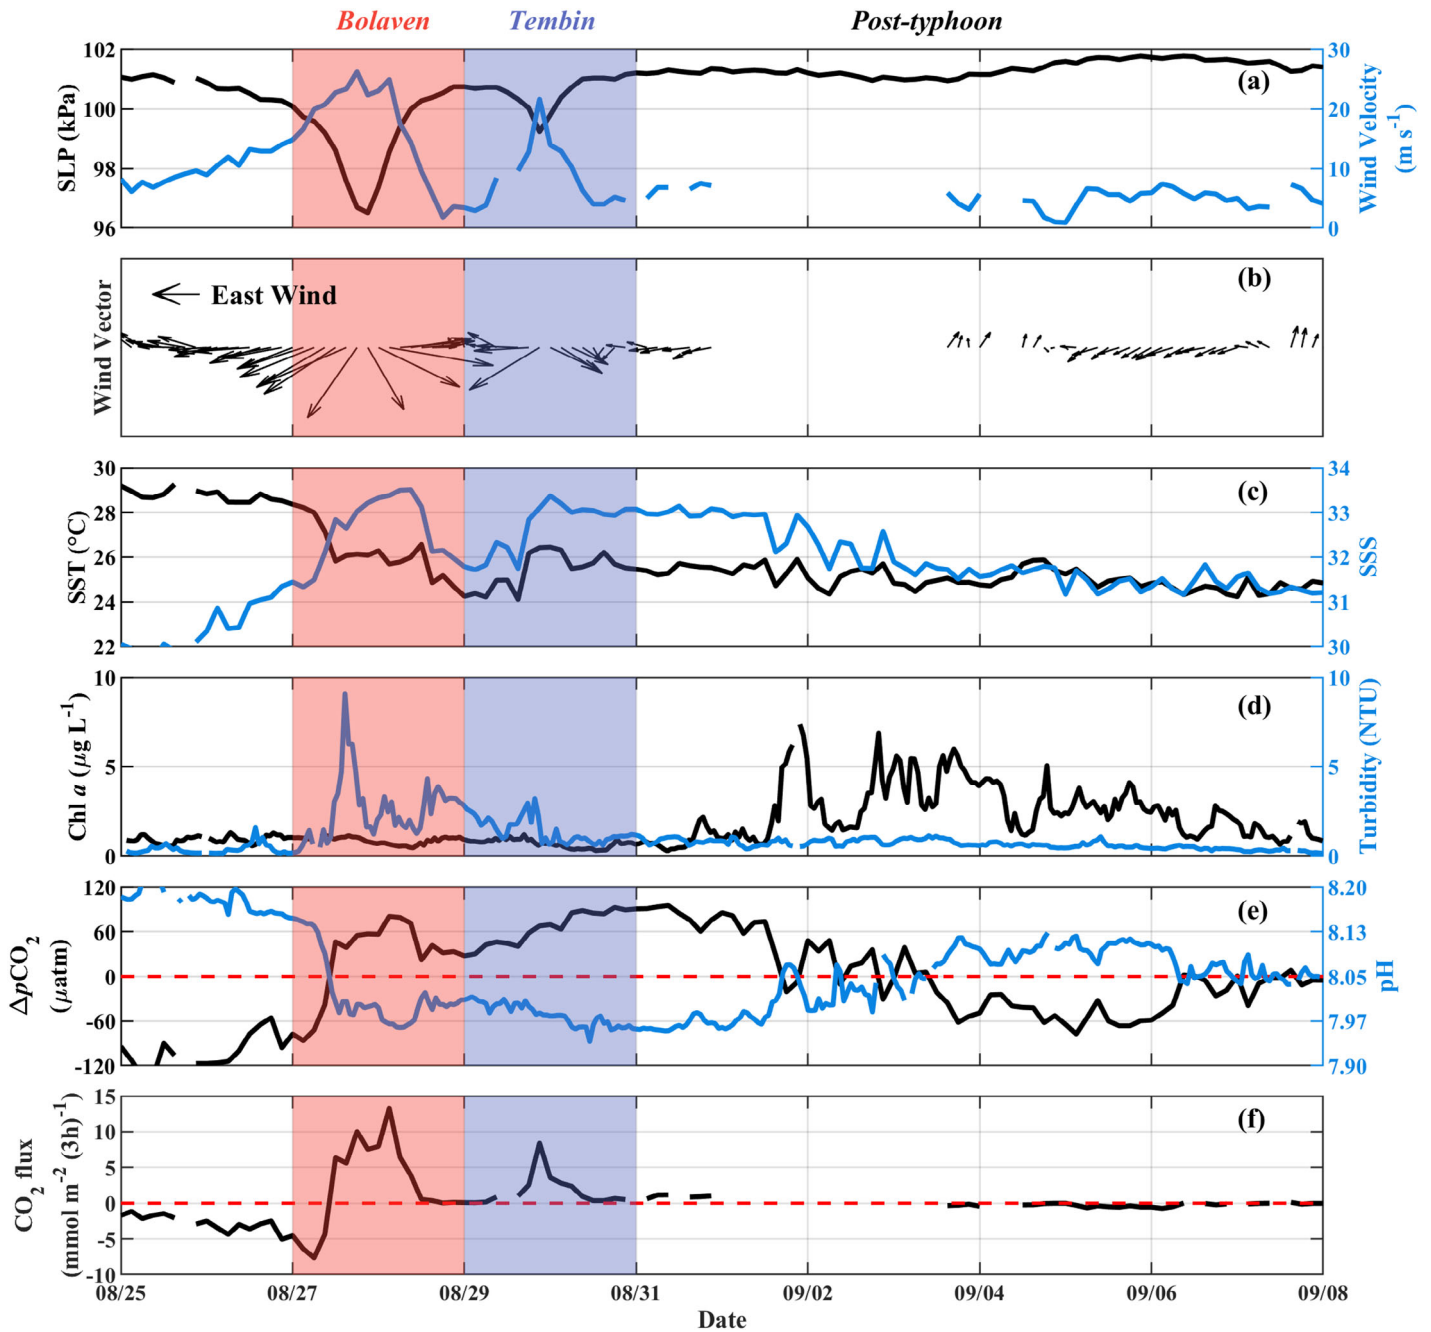 Bolaven Tembin Post-typhoon
102 30
(a)
100 20
98 10
96 0
SLP (kPa)
Wind Velocity
(m s⁻¹)
(b)
East Wind
Wind Vector
30 34
(c)
28 33
26 32
24 31
22 30
SST (°C)
SSS
10 10
(d)
5 5
0 0
Chl a (µg L⁻¹)
Turbidity (NTU)
120 8.20
(e)
60 8.13
0 8.05
-60 7.97
-120 7.90
ΔpCO₂
(µatm)
pH
15
(f)
10
5
0
-5
-10
CO₂ flux
(mmol m⁻² (3h)⁻¹)
08/25 08/27 08/29 08/31 09/02 09/04 09/06 09/08
Date